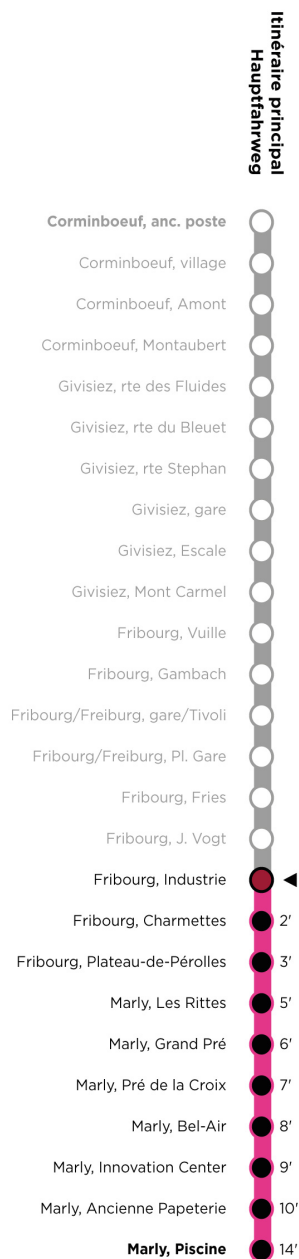 Itinéraire principal
Hauptfahrweg
Corminboeuf, anc. poste
Corminboeuf, village
Corminboeuf, Amont
Corminboeuf, Montaubert
Givisiez, rte des Fluides
Givisiez, rte du Bleuet
Givisiez, rte Stephan
Givisiez, gare
Givisiez, Escale
Givisiez, Mont Carmel
Fribourg, Vuille
Fribourg, Gambach
Fribourg/Freiburg, gare/Tivoli
Fribourg/Freiburg, Pl. Gare
Fribourg, Fries
Fribourg, J. Vogt
Fribourg, Industrie
Fribourg, Charmettes 2'
Fribourg, Plateau-de-Pérolles 3'
Marly, Les Rittes 5'
Marly, Grand Pré 6'
Marly, Pré de la Croix 7'
Marly, Bel-Air 8'
Marly, Innovation Center 9'
Marly, Ancienne Papeterie 10'
Marly, Piscine 14'